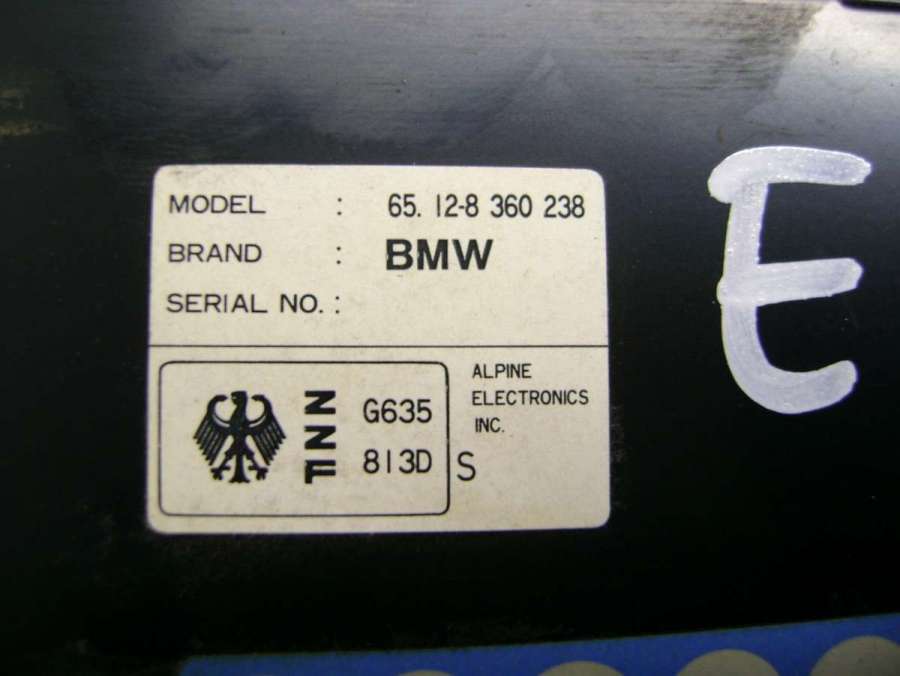 MODEL : 65. 12-8 360 238
BRAND : BMW
SERIAL NO. :
ZZF
G635
813D
S
ALPINE
ELECTRONICS
INC.
E